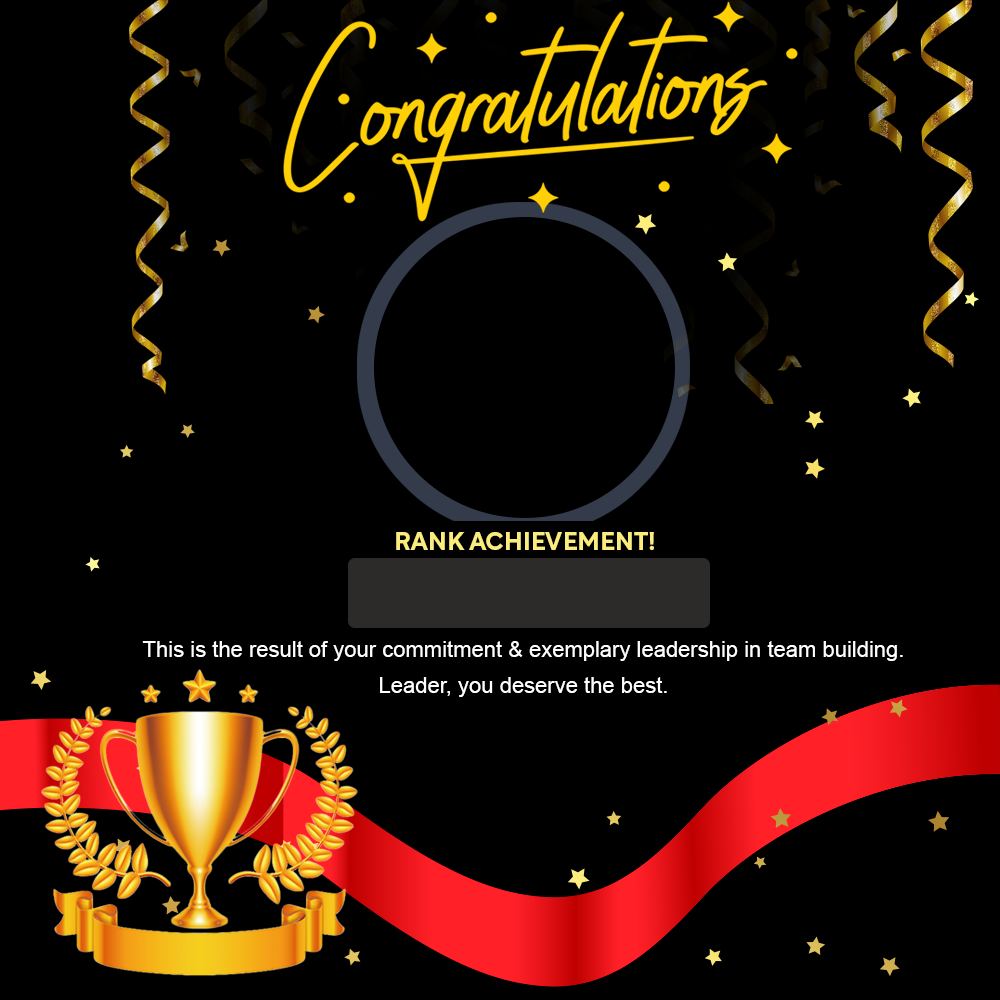 Congratulations
RANK ACHIEVEMENT!
This is the result of your commitment & exemplary leadership in team building.
Leader, you deserve the best.